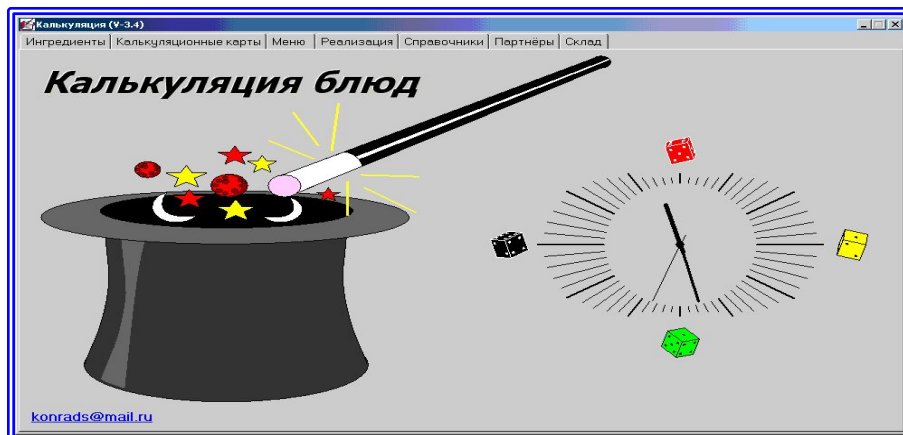 Калькуляция (V-3.4)
Ингредиенты Калькуляционные карты Меню Реализация Справочники Партнёры Склад
Калькуляция блюд
konrads@mail.ru